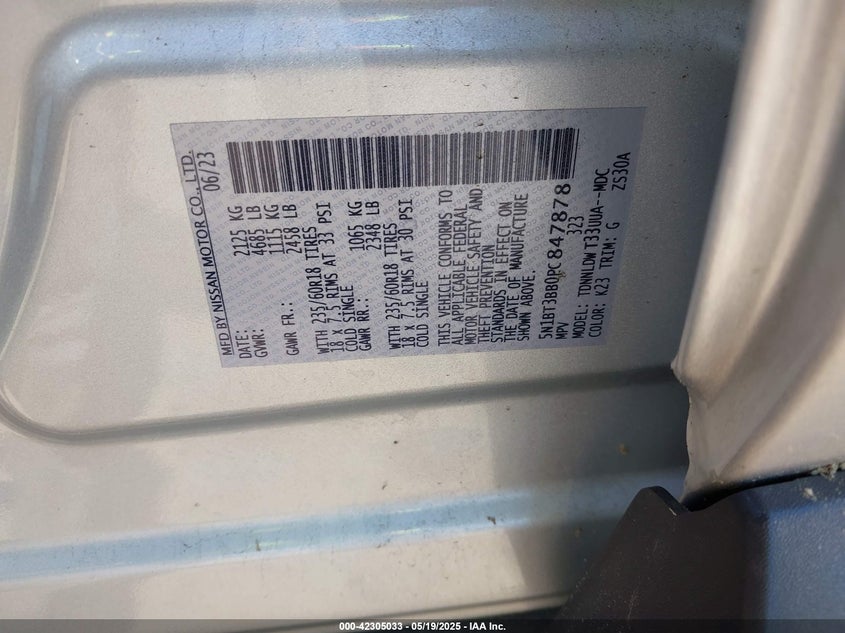 MFD BY NISSAN MOTOR CO., LTD.
DATE: 06/23
GVWR: 2125 KG
4685 LB
GAWR FR.: 1115 KG
2458 LB
WITH 235/60R18 TIRES
18 x 7.5 RIMS AT 33 PSI
COLD SINGLE
GAWR RR.: 1065 KG
2348 LB
WITH 235/60R18 TIRES
18 X 7.5 RIMS AT 30 PSI
COLD SINGLE
THIS VEHICLE CONFORMS TO
ALL APPLICABLE FEDERAL
MOTOR VEHICLE SAFETY AND
THEFT PREVENTION
STANDARDS IN EFFECT ON
THE DATE OF MANUFACTURE
SHOWN ABOVE.
5N1BT3BB0PC847878
MPV 323
MODEL: TDNNLDW T33UUA--MDC
COLOR: K23 TRIM: G ZS30A
000-42305033 --- 05/19/2025 --- IAA Inc.